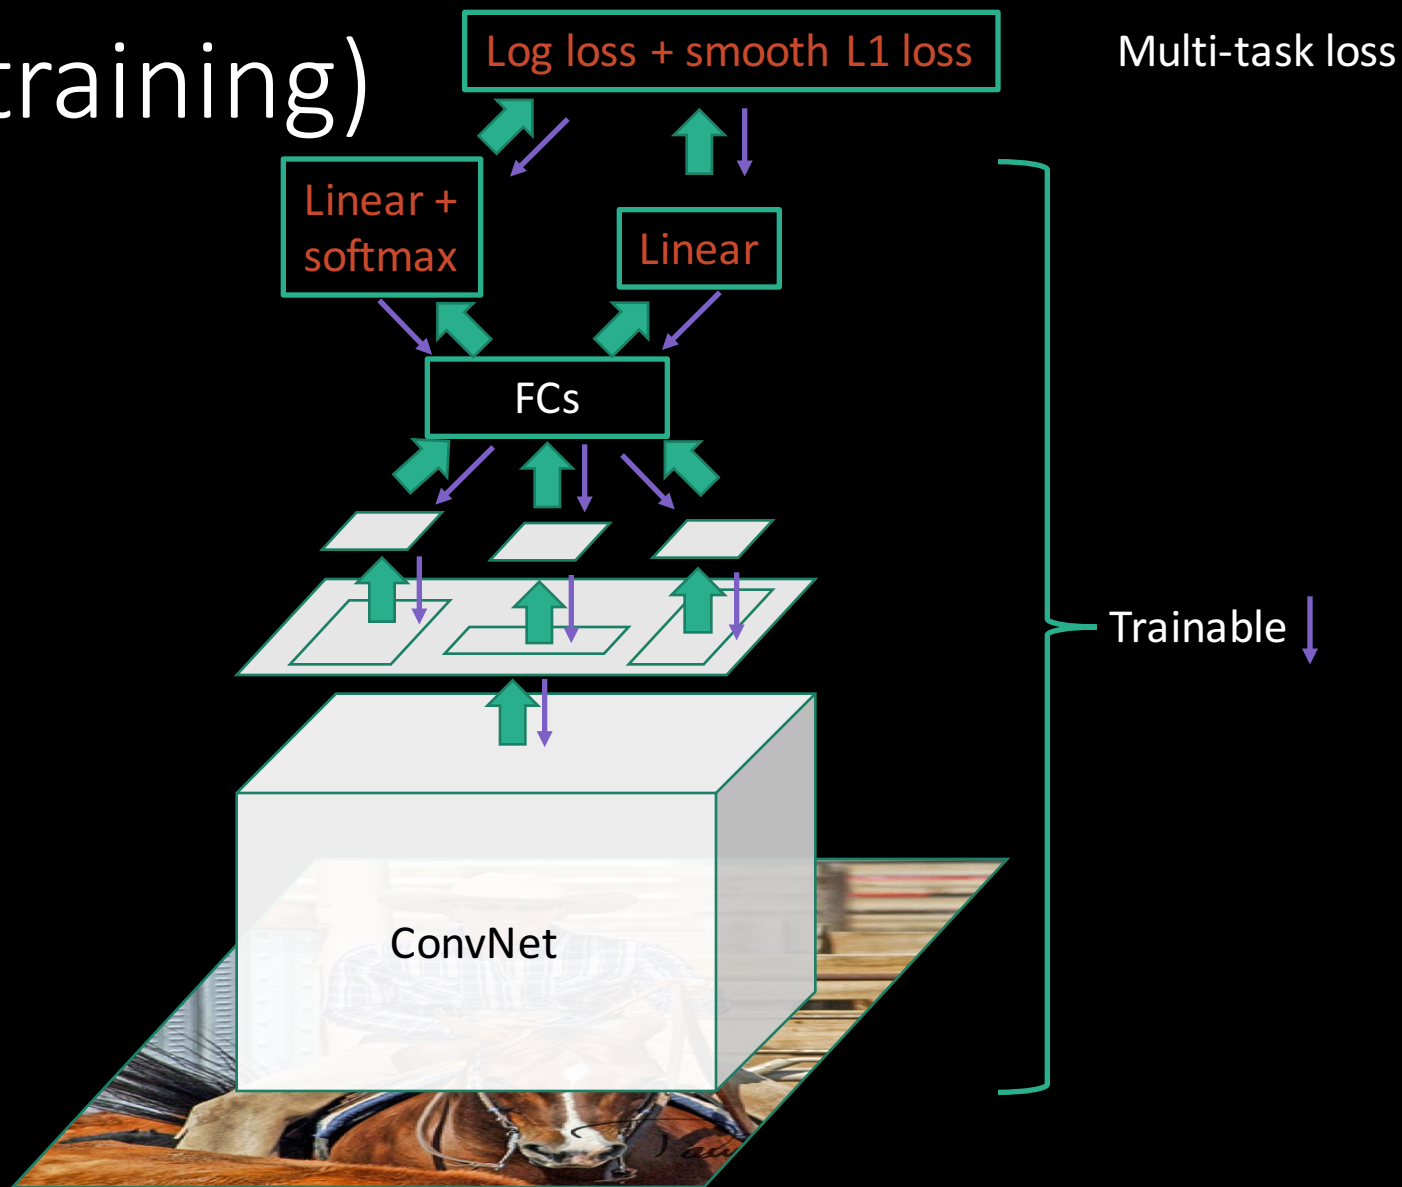 training)
Log loss + smooth L1 loss
Multi-task loss
Linear +
softmax
Linear
FCs
Trainable
ConvNet